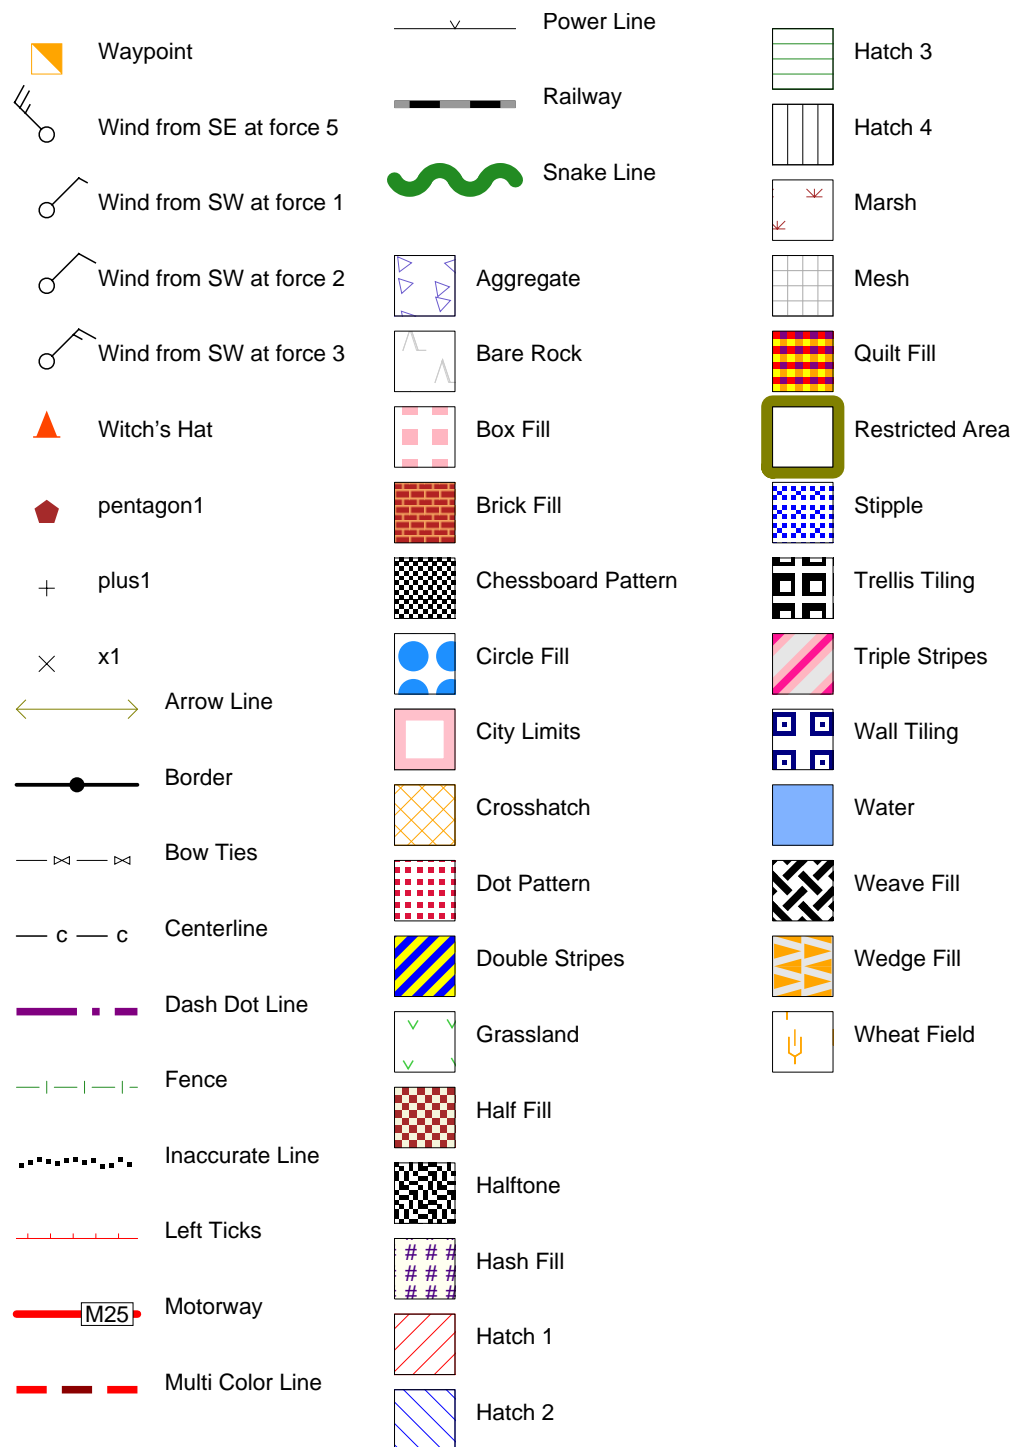 Waypoint
Wind from SE at force 5
Wind from SW at force 1
Wind from SW at force 2
Wind from SW at force 3
Witch's Hat
pentagon1
plus1
x1
Arrow Line
Border
Bow Ties
c c Centerline
Dash Dot Line
Fence
Inaccurate Line
Left Ticks
M25 Motorway
Multi Color Line
Power Line
Railway
Snake Line
Aggregate
Bare Rock
Box Fill
Brick Fill
Chessboard Pattern
Circle Fill
City Limits
Crosshatch
Dot Pattern
Double Stripes
Grassland
Half Fill
Halftone
Hash Fill
Hatch 1
Hatch 2
Hatch 3
Hatch 4
Marsh
Mesh
Quilt Fill
Restricted Area
Stipple
Trellis Tiling
Triple Stripes
Wall Tiling
Water
Weave Fill
Wedge Fill
Wheat Field